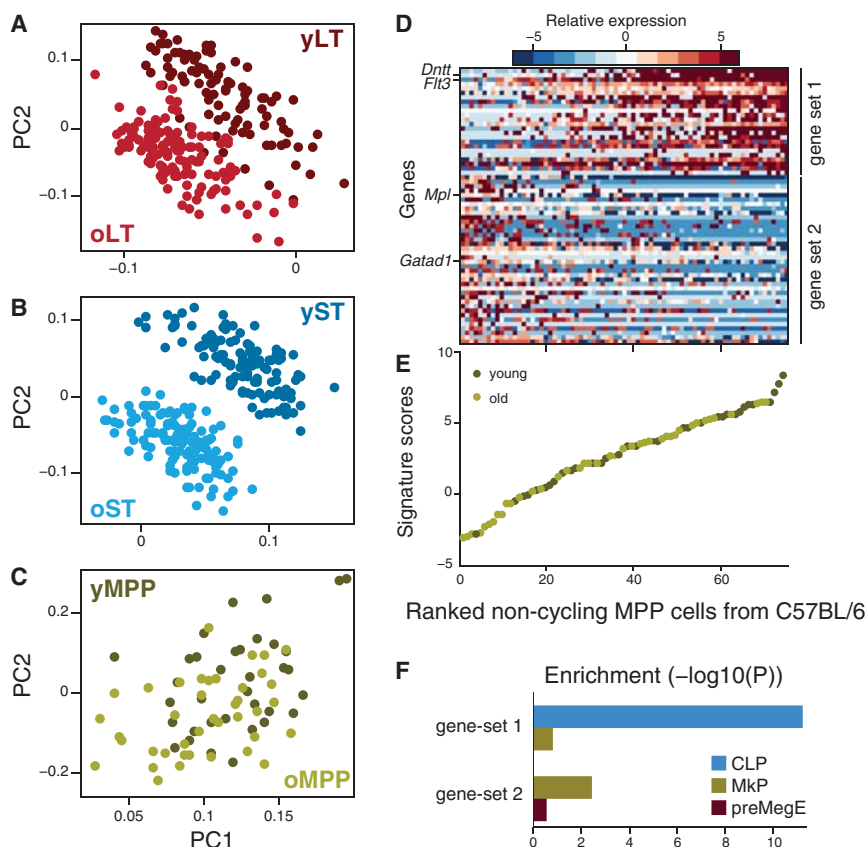 A
yLT
oLT
PC2
0.1
0
−0.1
−0.1
0
B
yST
oST
PC2
0.1
0
−0.1
0
0.1
C
yMPP
oMPP
PC2
0.2
0
−0.2
0.05
0.1
0.15
PC1
D
Relative expression
−5
0
5
Dntt
Flt3
Mpl
Gatad1
Genes
gene set 1
gene set 2
E
young
old
Signature scores
10
5
0
−5
0
20
40
60
Ranked non-cycling MPP cells from C57BL/6
F
Enrichment (−log10(P))
gene-set 1
gene-set 2
CLP
MkP
preMegE
0
2
4
6
8
10